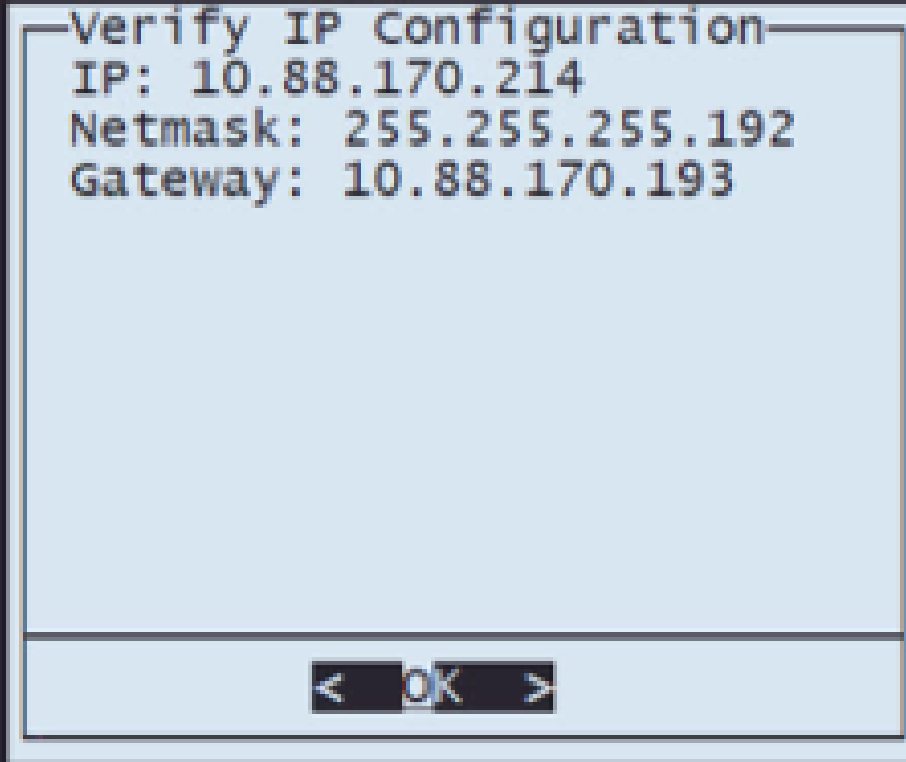 Verify IP Configuration
IP: 10.88.170.214
Netmask: 255.255.255.192
Gateway: 10.88.170.193
< OK >